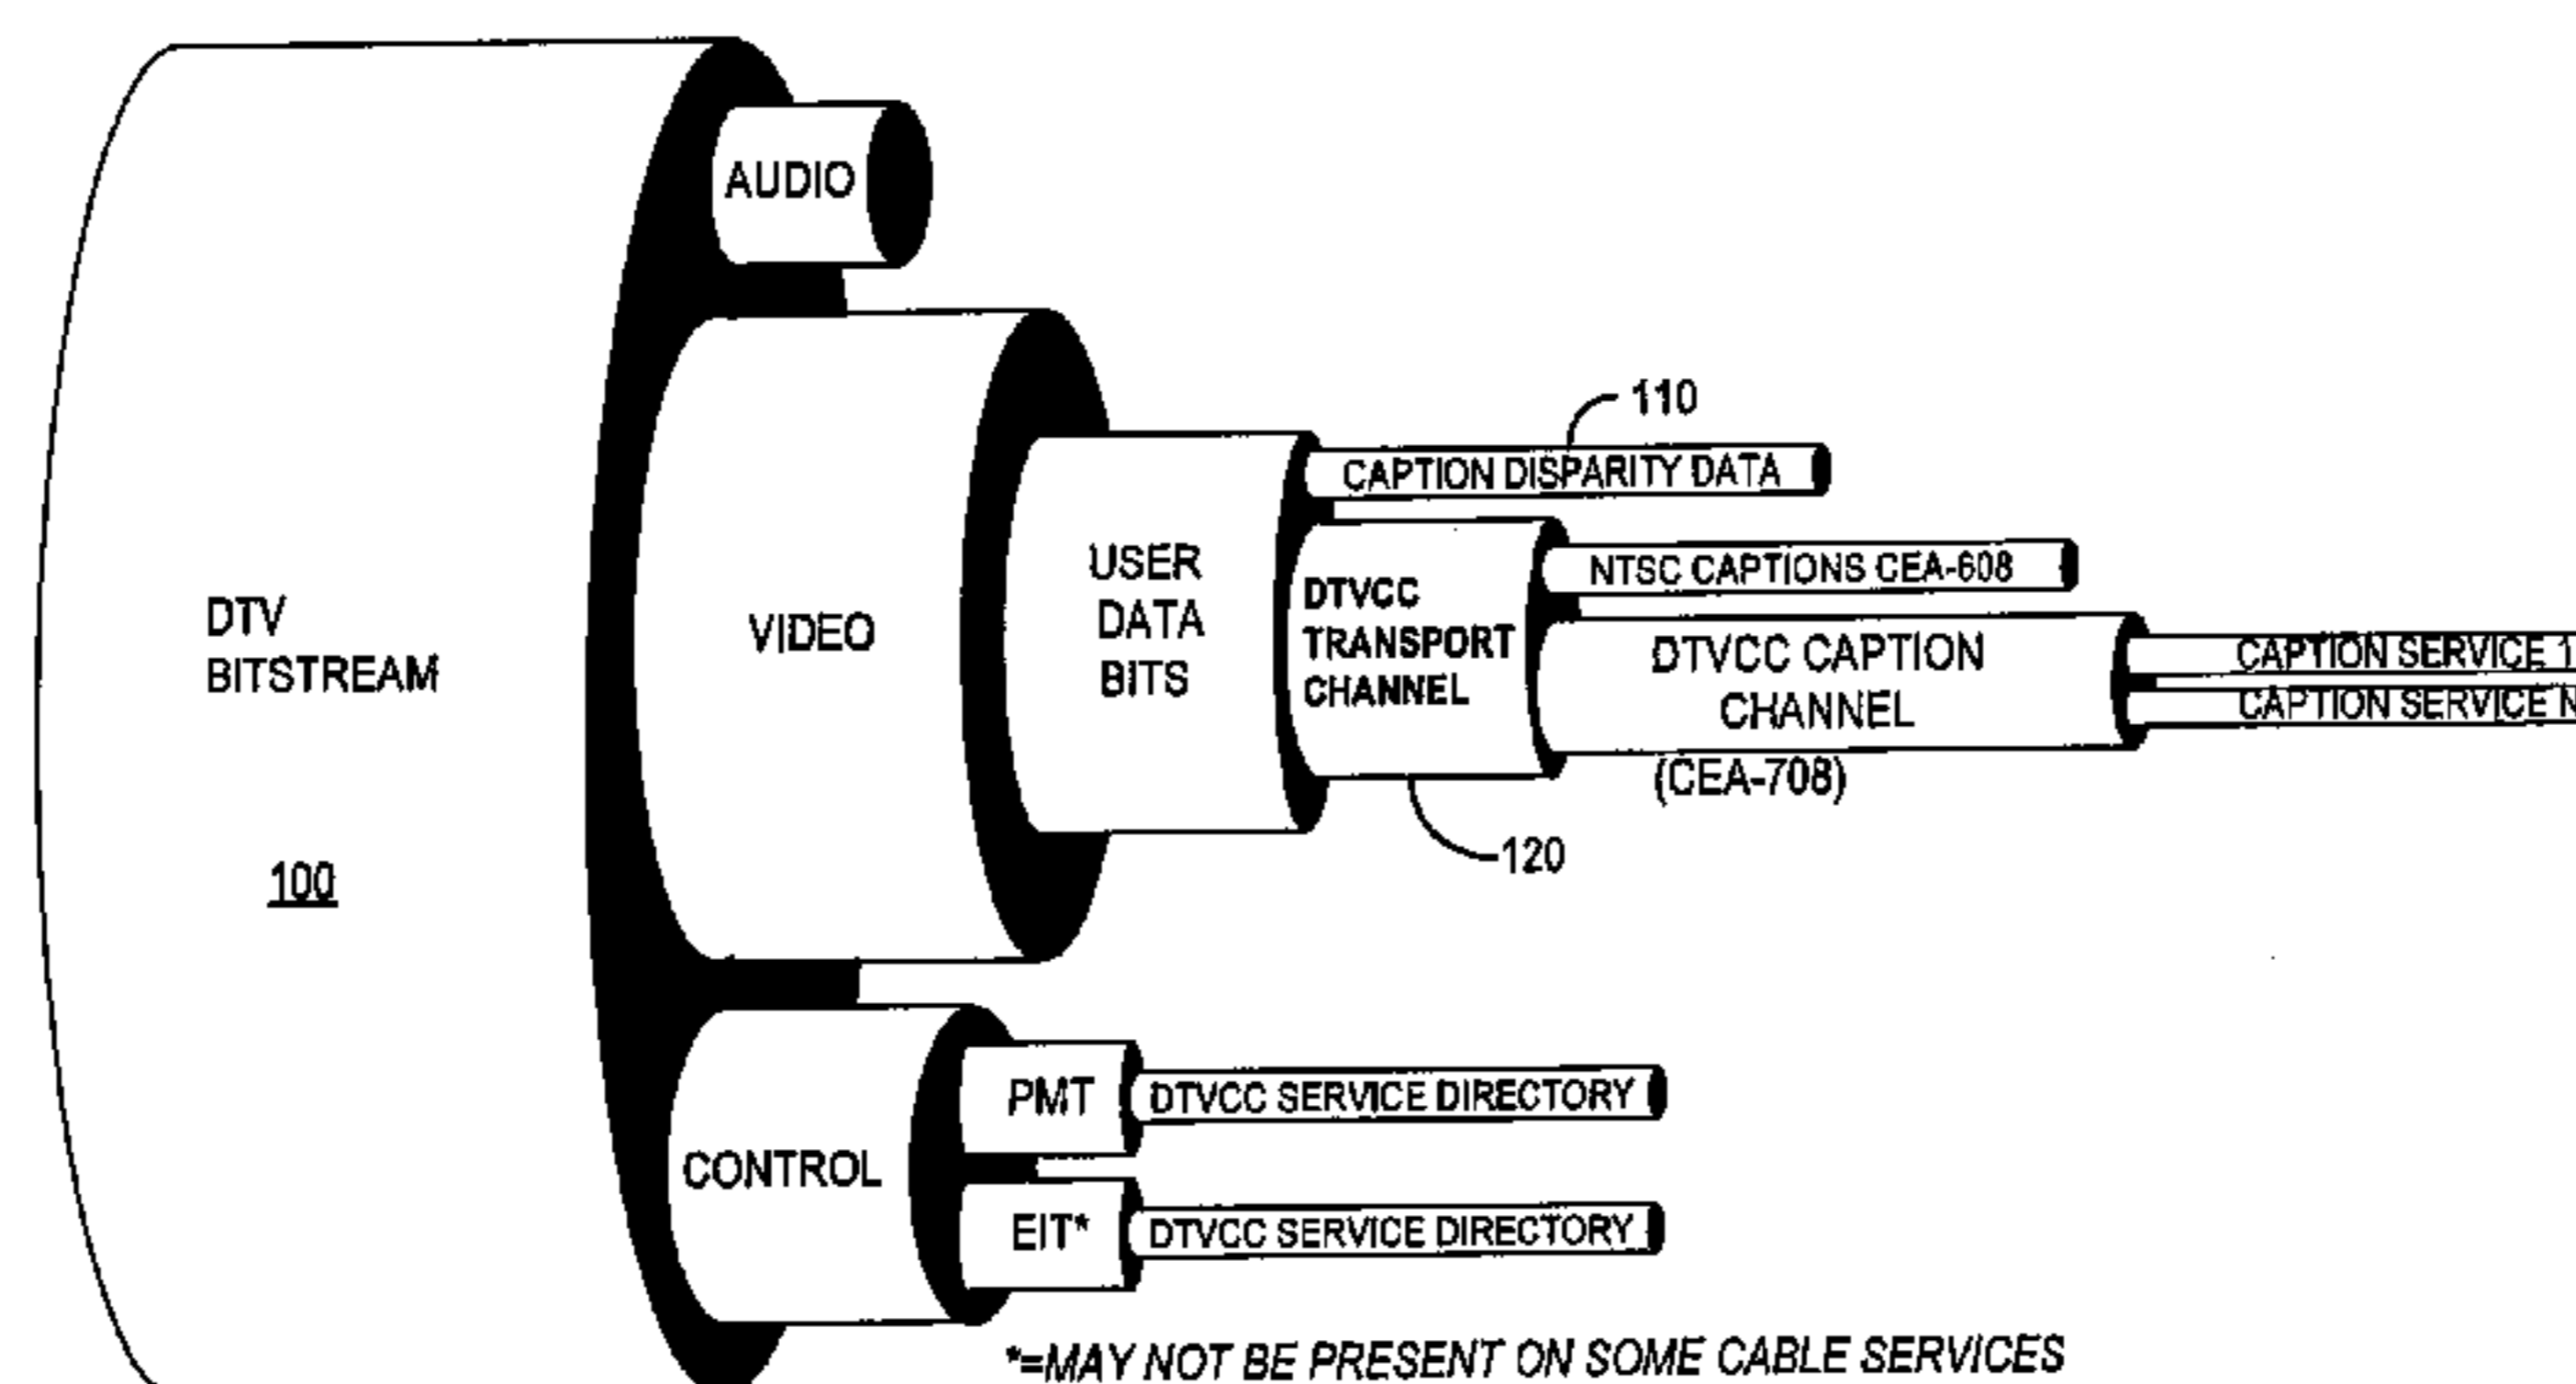 AUDIO
110
CAPTION DISPARITY DATA
NTSC CAPTIONS CEA-608
USER
DATA
BITS
DTVCC
TRANSPORT
CHANNEL
DTV
BITSTREAM
VIDEO
DTVCC CAPTION
CHANNEL
(CEA-708)
CAPTION SERVICE 1
CAPTION SERVICE N
120
100
PMT
DTVCC SERVICE DIRECTORY
CONTROL
EIT*
DTVCC SERVICE DIRECTORY
*=MAY NOT BE PRESENT ON SOME CABLE SERVICES